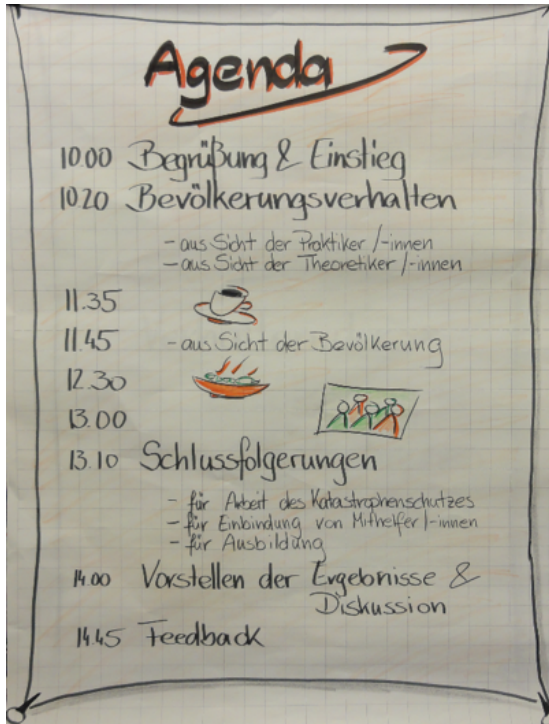 Agenda
10.00 Begrüßung & Einstieg
10.20 Bevölkerungsverhalten
- aus Sicht der Praktiker/-innen
- aus Sicht der Theoretiker/-innen
11.35
11.45 - aus Sicht der Bevölkerung
12.30
13.00
13.10 Schlussfolgerungen
- für Arbeit des Katastrophenschutzes
- für Einbindung von Mithelfer/-innen
- für Ausbildung
14.00 Vorstellen der Ergebnisse &
Diskussion
14.45 Feedback